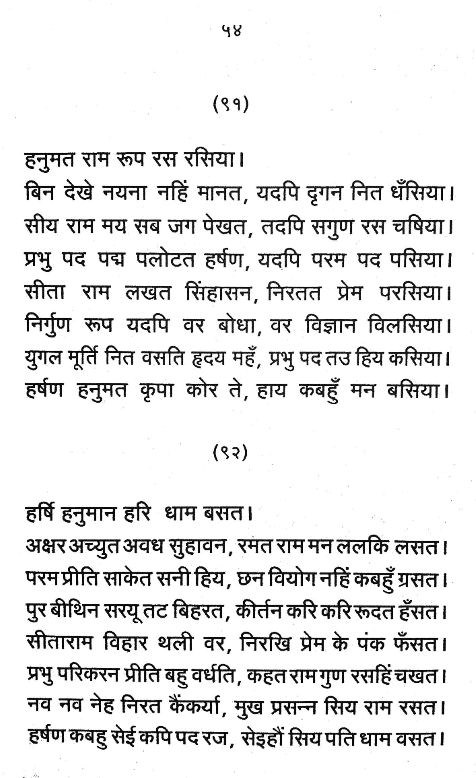 ५४
(९१)
हनुमत राम रूप रस रसिया।
बिन देखे नयना नहिं मानत, यदपि दृगन नित धँसिया।
सीय राम मय सब जग पेखत, तदपि सगुण रस चषिया।
प्रभु पद पद्म पलोटत हर्षण, यदपि परम पद पसिया।
सीता राम लखत सिंहासन, निरतत प्रेम परसिया।
निर्गुण रूप यदपि वर बोधा, वर विज्ञान विलसिया।
युगल मूर्ति नित वसति हृदय महँ, प्रभु पद तउ हिय कसिया।
हर्षण हनुमत कृपा कोर ते, हाय कबहुँ मन बसिया।
(९२)
हर्षि हनुमान हरि धाम बसत।
अक्षर अच्युत अवध सुहावन, रमत राम मन ललकि लसत।
परम प्रीति साकेत सनी हिय, छन वियोग नहिं कबहुँ ग्रसत।
पुर बीथिन सरयू तट बिहरत, कीर्तन करि करि रूदत हँसत।
सीताराम विहार थली वर, निरखि प्रेम के पंक फँसत।
प्रभु परिकरन प्रीति बहु वर्धति, कहत राम गुण रसहिं चखत।
नव नव नेह निरत कैंकर्या, मुख प्रसन्न सिय राम रसत।
हर्षण कबहु सेई कपि पद रज, सेइहौं सिय पति धाम वसत।